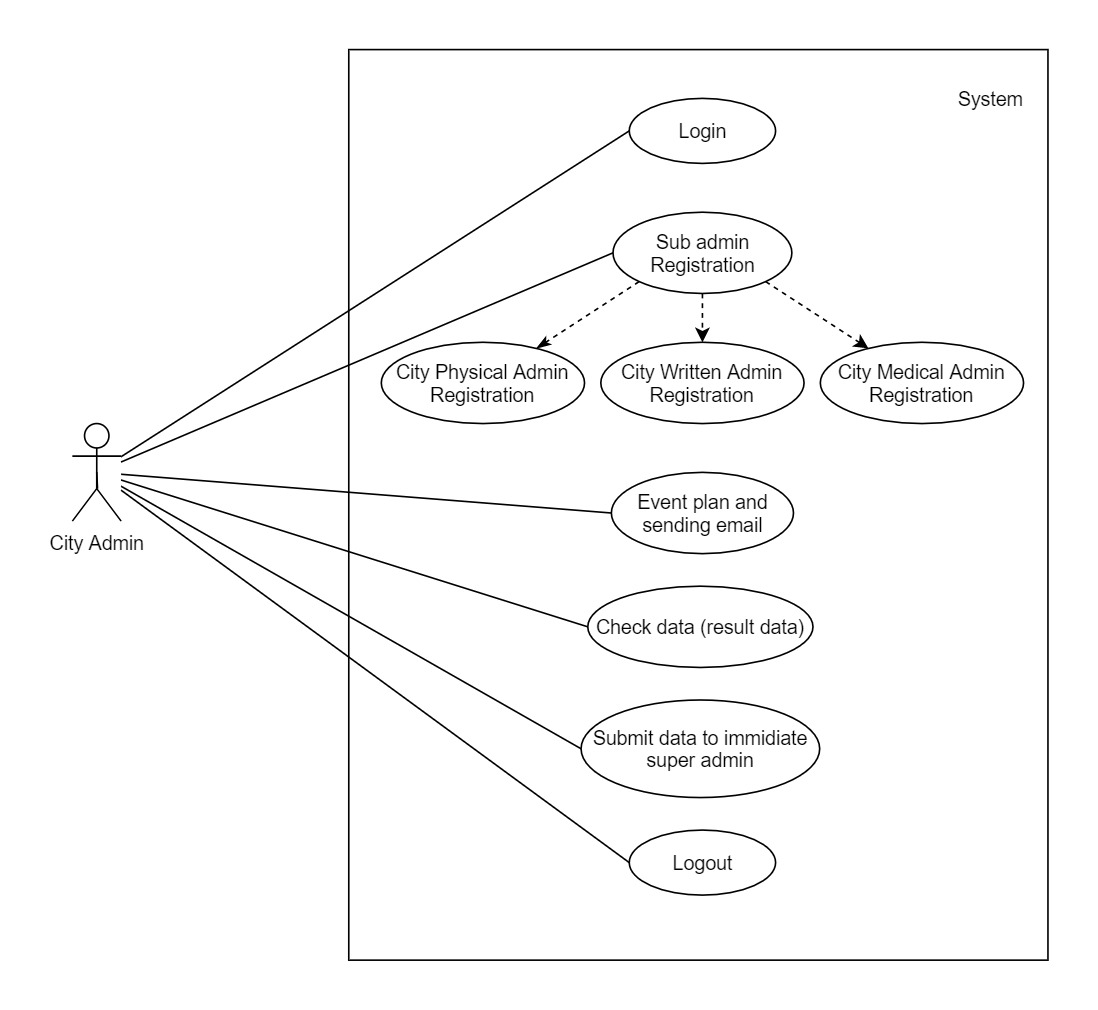 System
Login
Sub admin
Registration
City Physical Admin
Registration
City Written Admin
Registration
City Medical Admin
Registration
Event plan and
sending email
City Admin
Check data (result data)
Submit data to immidiate
super admin
Logout